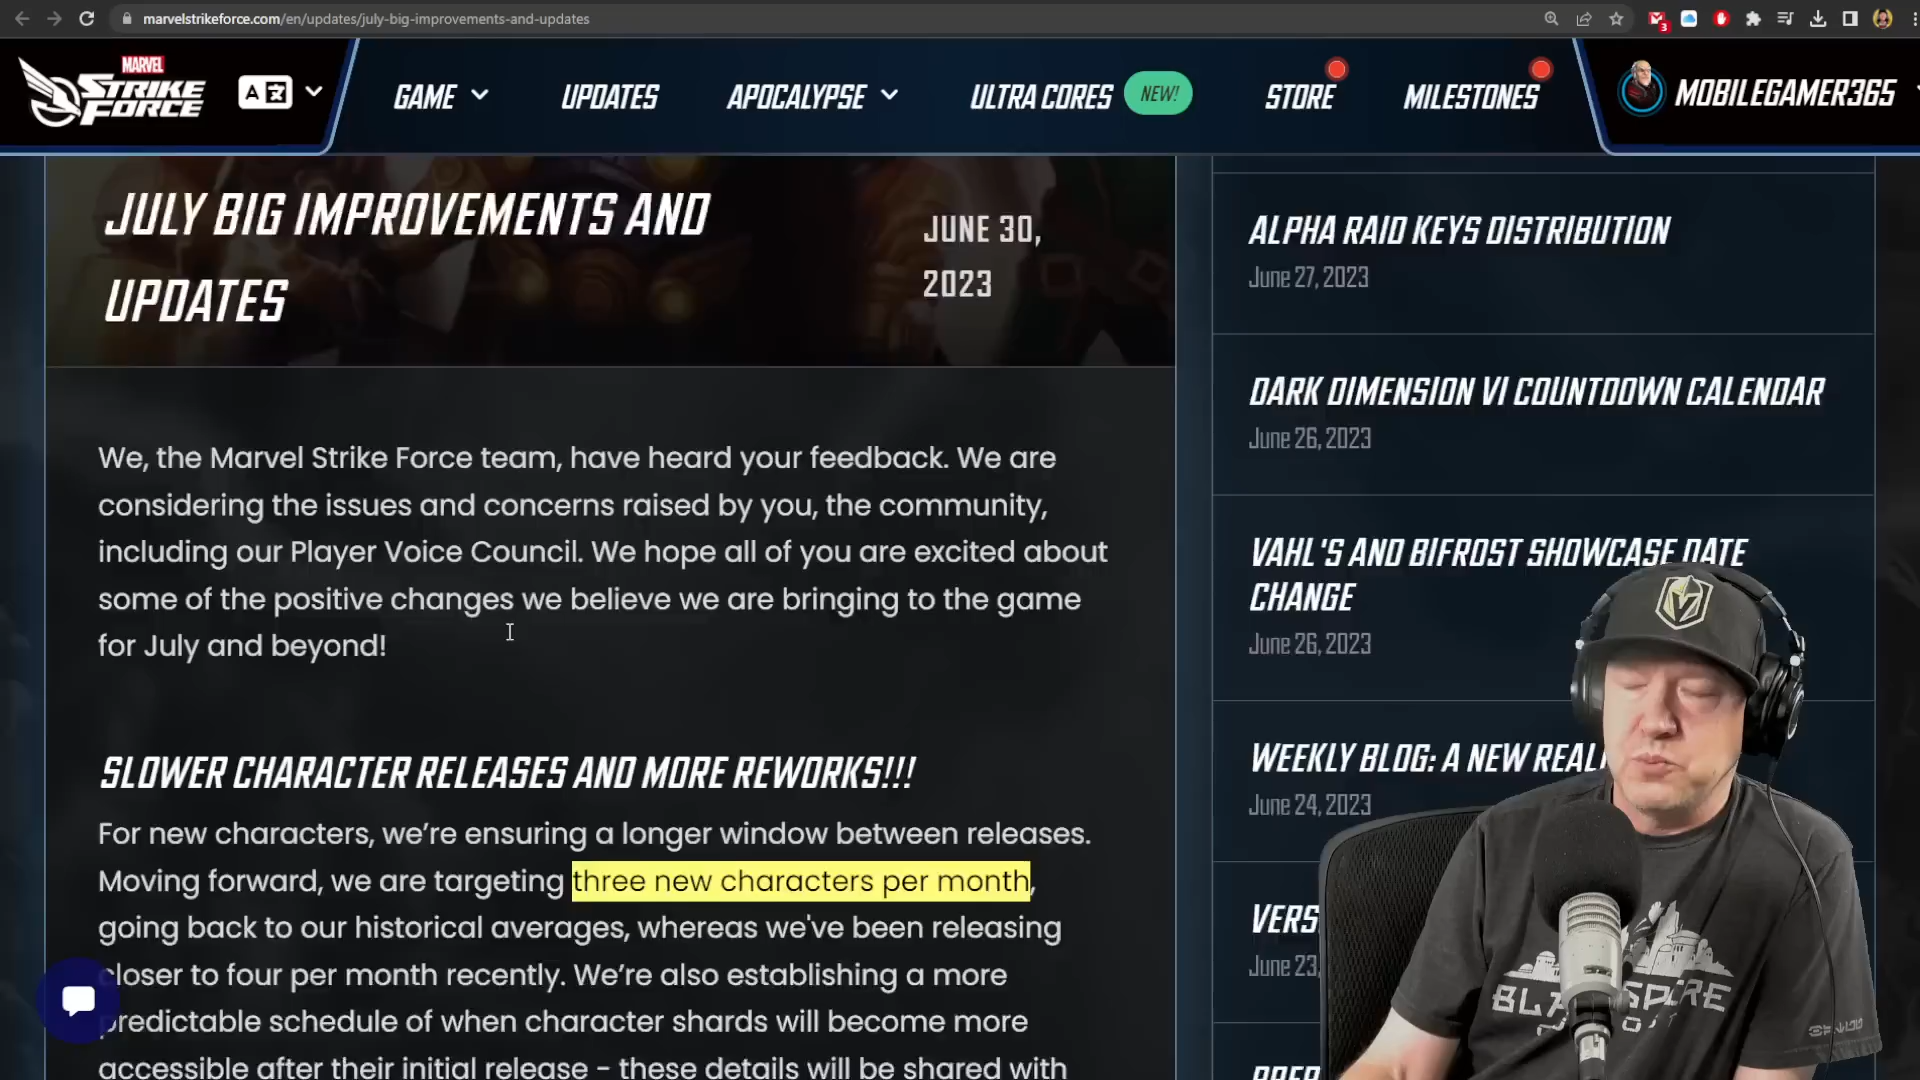 marvelstrikeforce.com/en/updates/july-big-improvements-and-updates
3
MARVEL
STRIKE
FORCE
GAME
UPDATES
APOCALYPSE
ULTRA CORES
NEW!
STORE
MILESTONES
MOBILEGAMER365
JULY BIG IMPROVEMENTS AND
UPDATES
JUNE 30,
2023
We, the Marvel Strike Force team, have heard your feedback. We are
considering the issues and concerns raised by you, the community,
including our Player Voice Council. We hope all of you are excited about
some of the positive changes we believe we are bringing to the game
for July and beyond!
SLOWER CHARACTER RELEASES AND MORE REWORKS!!!
For new characters, we're ensuring a longer window between releases.
Moving forward, we are targeting three new characters per month,
going back to our historical averages, whereas we've been releasing
closer to four per month recently. We're also establishing a more
predictable schedule of when character shards will become more
accessible after their initial release - these details will be shared with
ALPHA RAID KEYS DISTRIBUTION
June 27, 2023
DARK DIMENSION VI COUNTDOWN CALENDAR
June 26, 2023
VAHL'S AND BIFROST SHOWCASE DATE
CHANGE
June 26, 2023
WEEKLY BLOG: A NEW REALI
June 24, 2023
VERS
June 23,